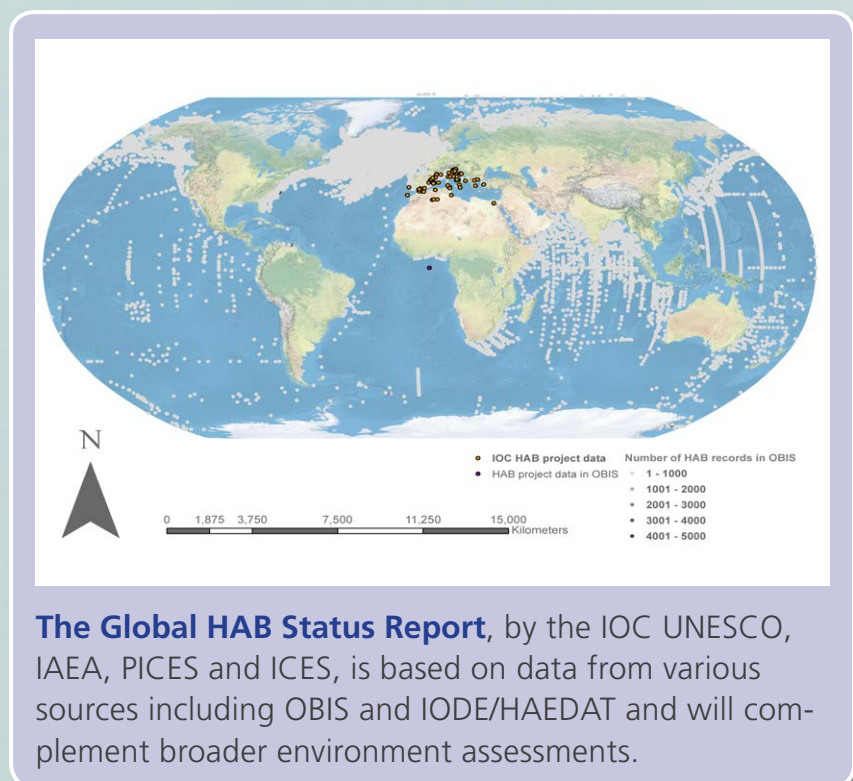 N
IOC HAB project data
HAB project data in OBIS
Number of HAB records in OBIS
1 - 1000
1001 - 2000
2001 - 3000
3001 - 4000
4001 - 5000
0 1,875 3,750 7,500 11,250 15,000
Kilometers
The Global HAB Status Report, by the IOC UNESCO,
IAEA, PICES and ICES, is based on data from various
sources including OBIS and IODE/HAEDAT and will com-
plement broader environment assessments.